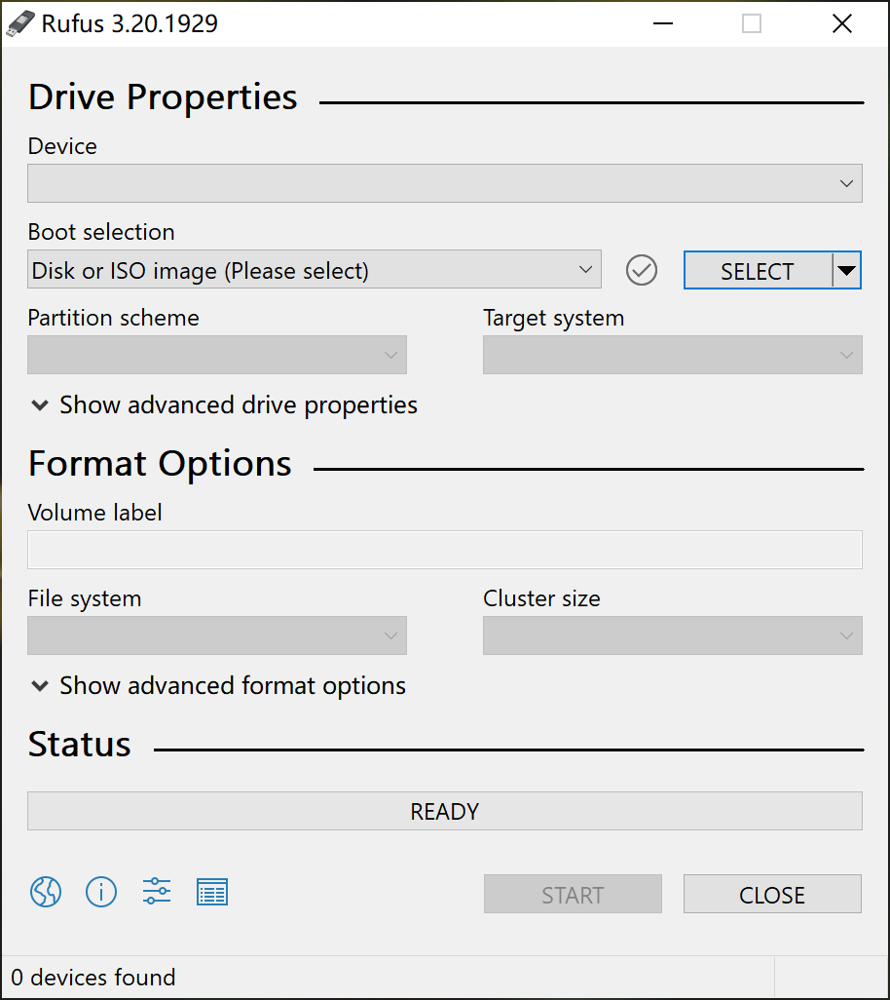 Rufus 3.20.1929
Drive Properties
Device
Boot selection
Disk or ISO image (Please select)
SELECT
Partition scheme
Target system
Show advanced drive properties
Format Options
Volume label
File system
Cluster size
Show advanced format options
Status
READY
START
CLOSE
0 devices found